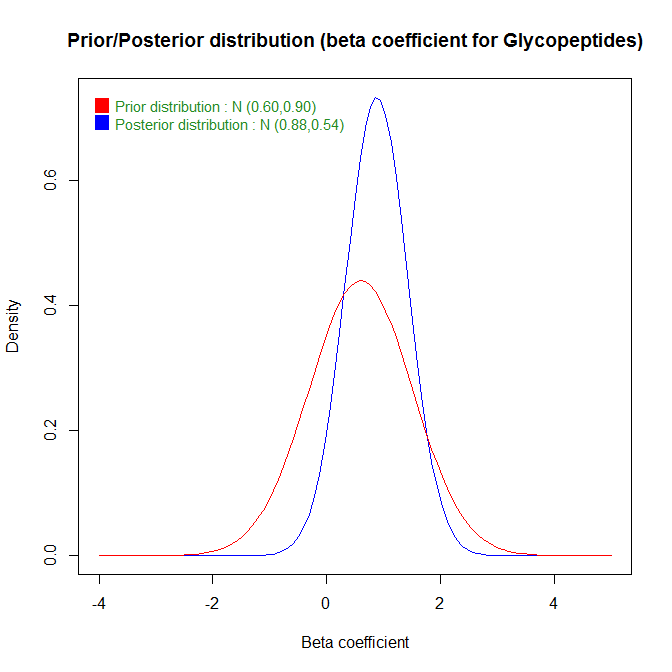 Prior/Posterior distribution (beta coefficient for Glycopeptides)
Prior distribution : N (0.60,0.90)
Posterior distribution : N (0.88,0.54)
Density
0.6
0.4
0.2
0.0
-4 -2 0 2 4
Beta coefficient